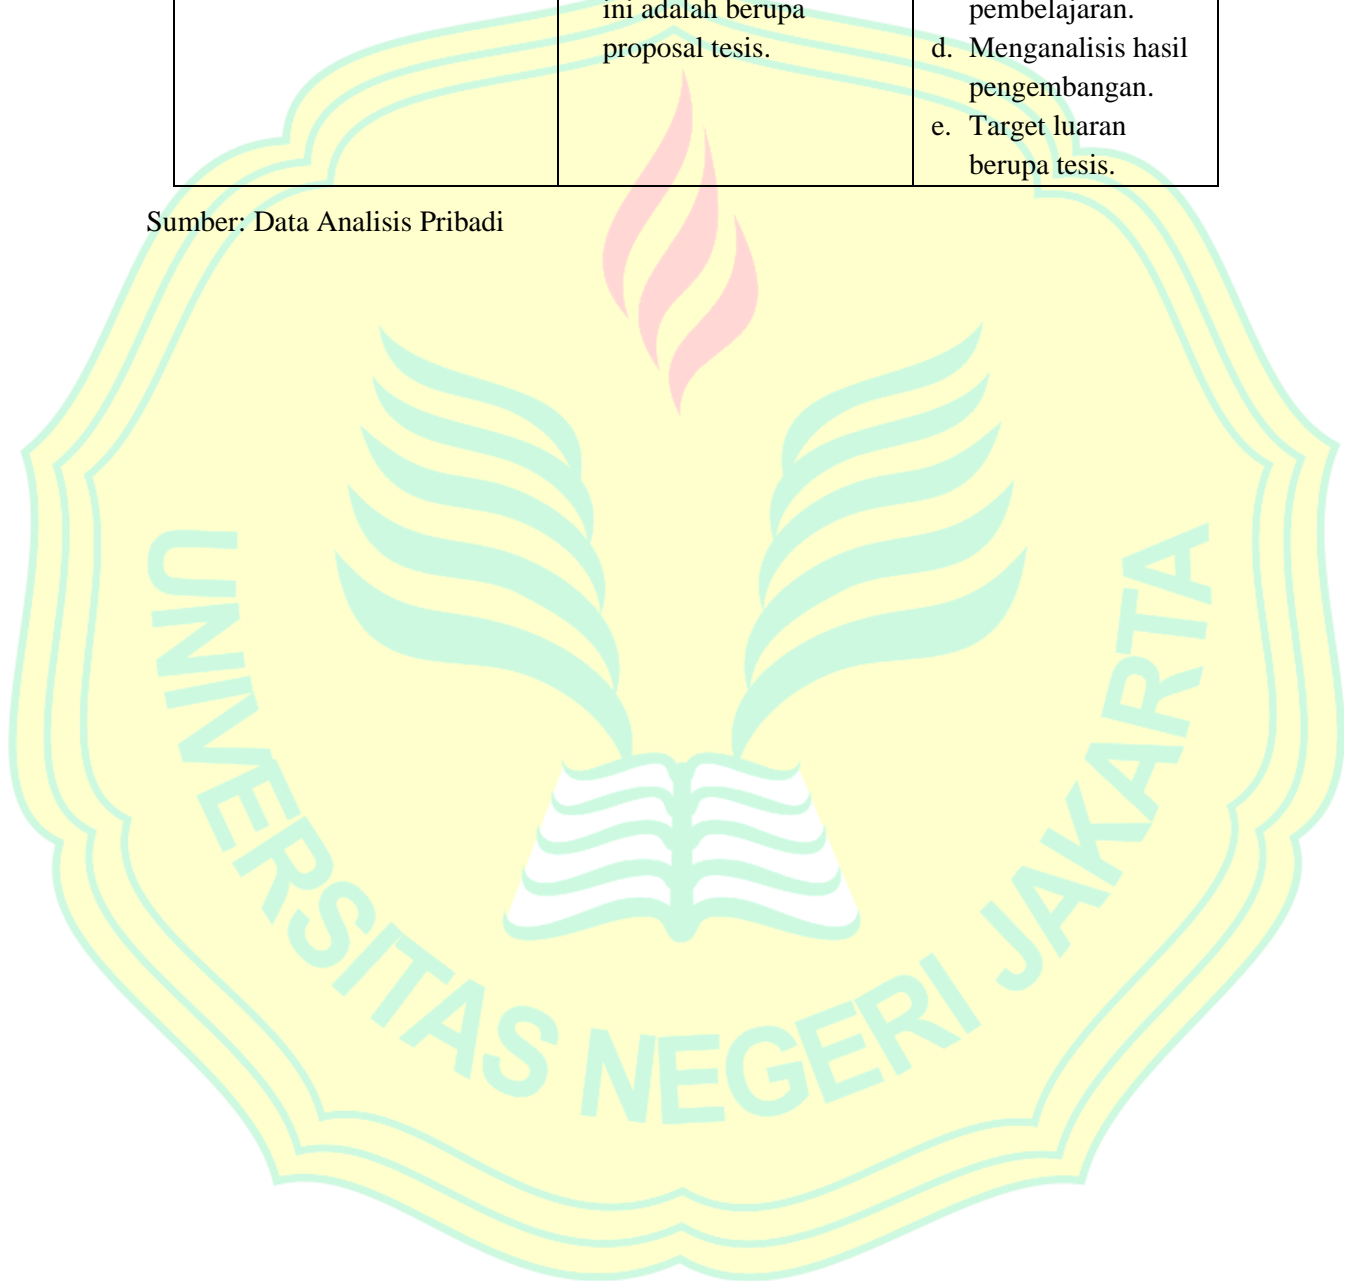 ini adalah berupa
proposal tesis.
pembelajaran.
d. Menganalisis hasil
pengembangan.
e. Target luaran
berupa tesis.
Sumber: Data Analisis Pribadi
UNIVERSITAS NEGERI JAKARTA